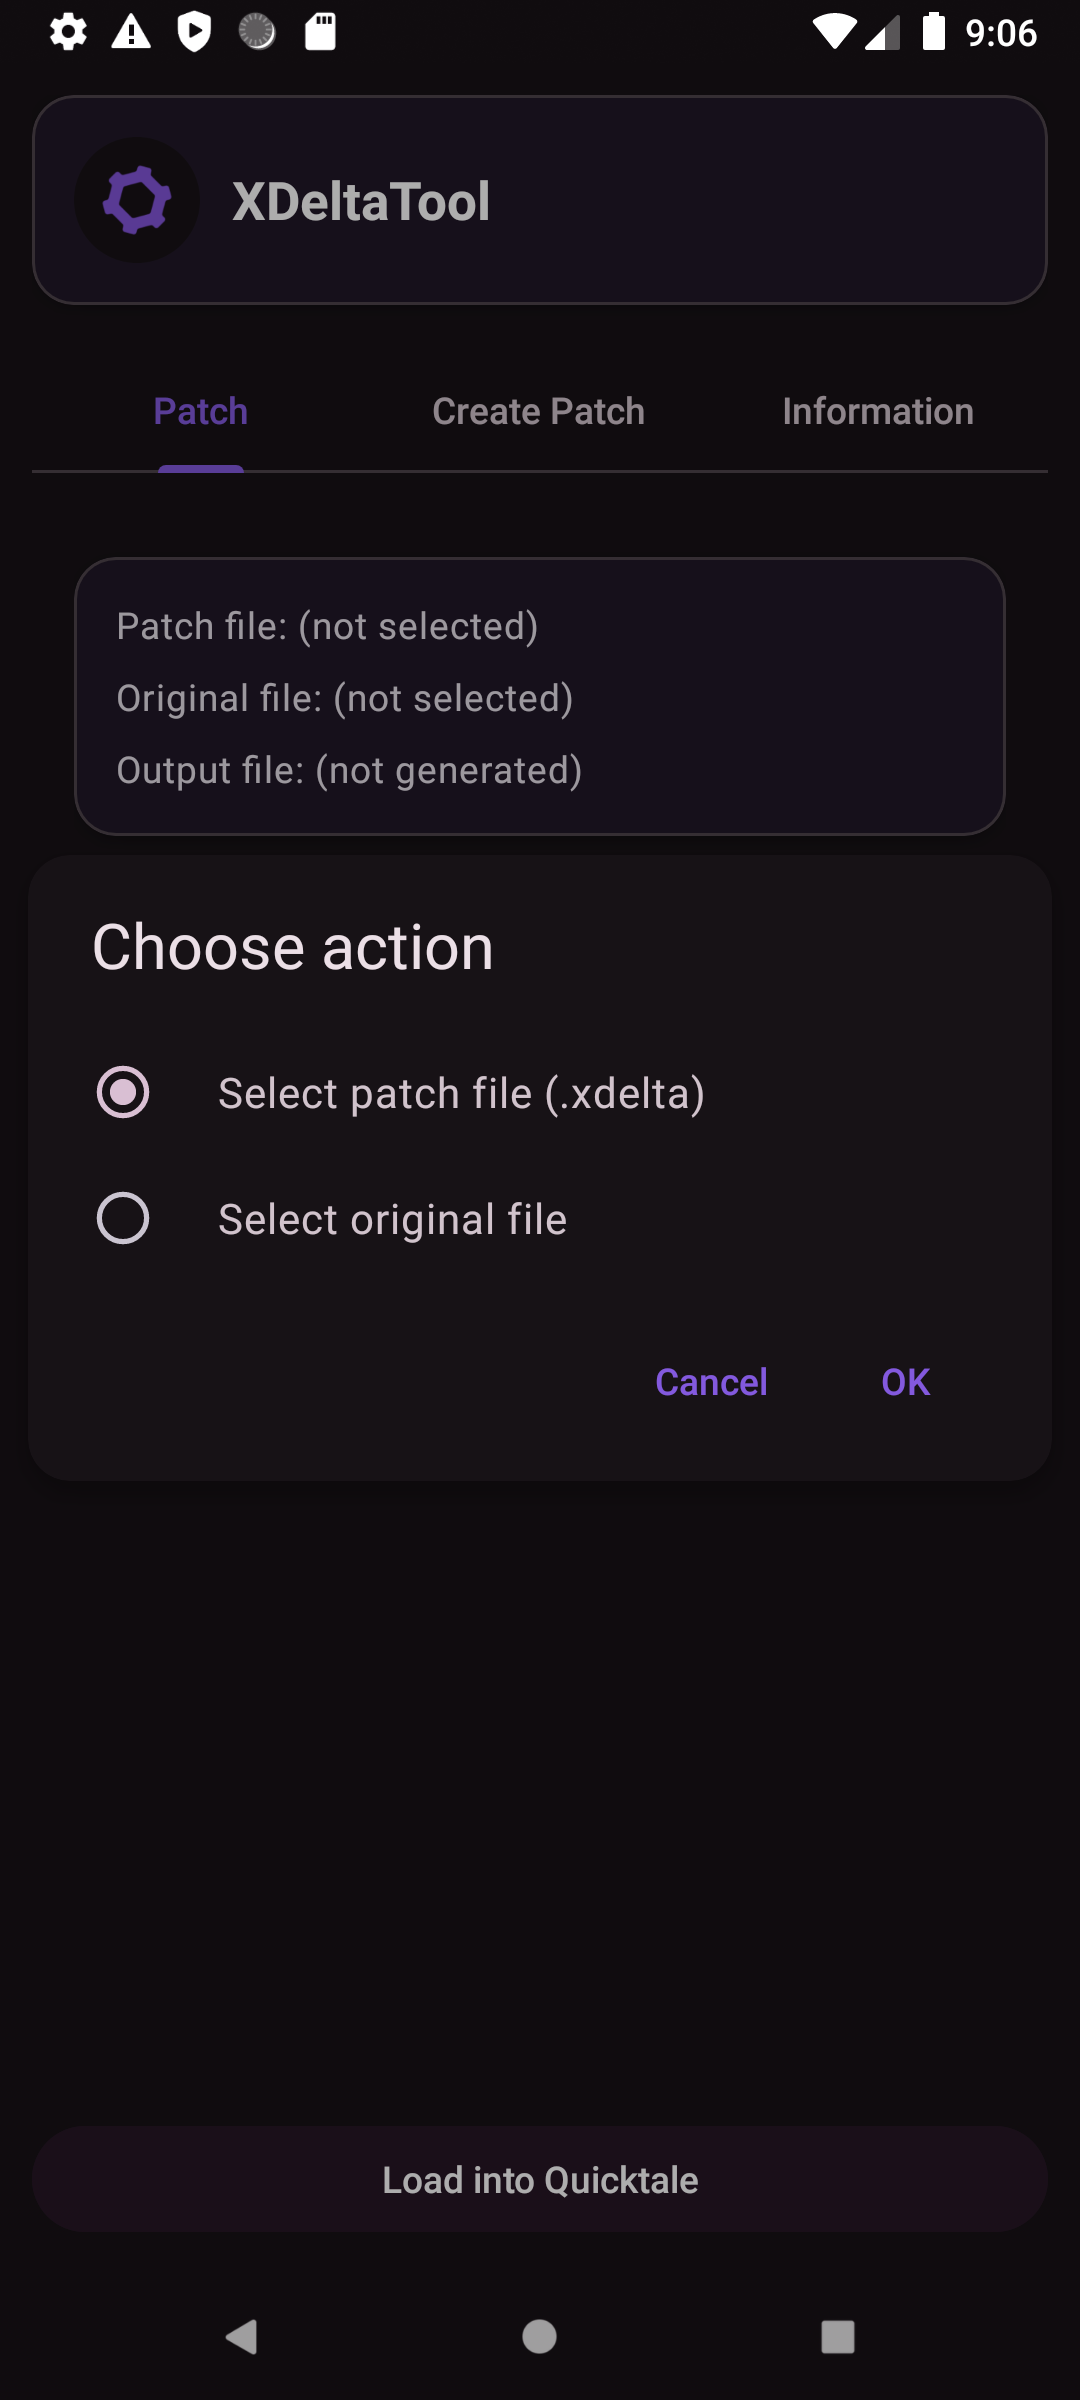 9:06
XDeltaTool
Patch
Create Patch
Information
Patch file: (not selected)
Original file: (not selected)
Output file: (not generated)
Choose action
Select patch file (.xdelta)
Select original file
Cancel
OK
Load into Quicktale